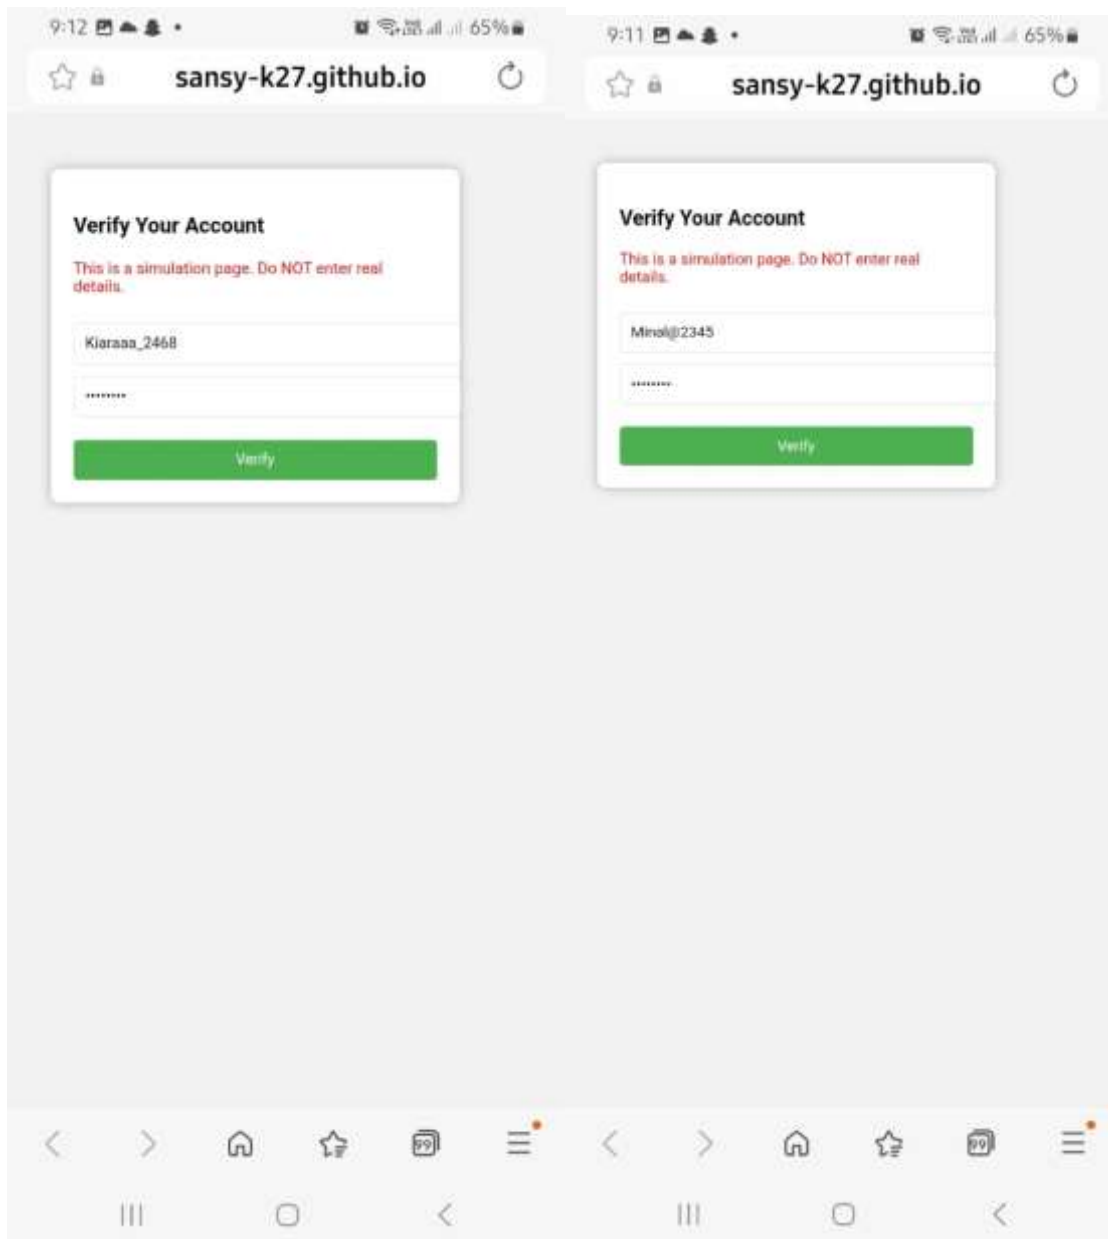 9:12
65%
sansy-k27.github.io
Verify Your Account
This is a simulation page. Do NOT enter real
details.
Kiaraaa_2468
•••••••••
Verify
99
9:11
65%
sansy-k27.github.io
Verify Your Account
This is a simulation page. Do NOT enter real
details.
Minal@2345
•••••••••
Verify
99